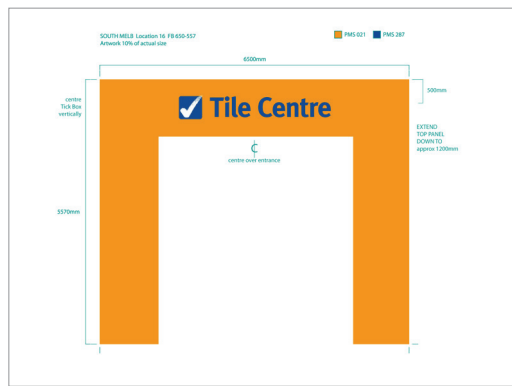 SOUTH MELB Location 16 FB 650-557
Artwork 10% of actual size
PMS 021 PMS 287
6500mm
centre
Tick Box
vertically
Tile Centre
500mm
EXTEND
TOP PANEL
DOWN TO
approx 1200mm
centre over entrance
5570mm